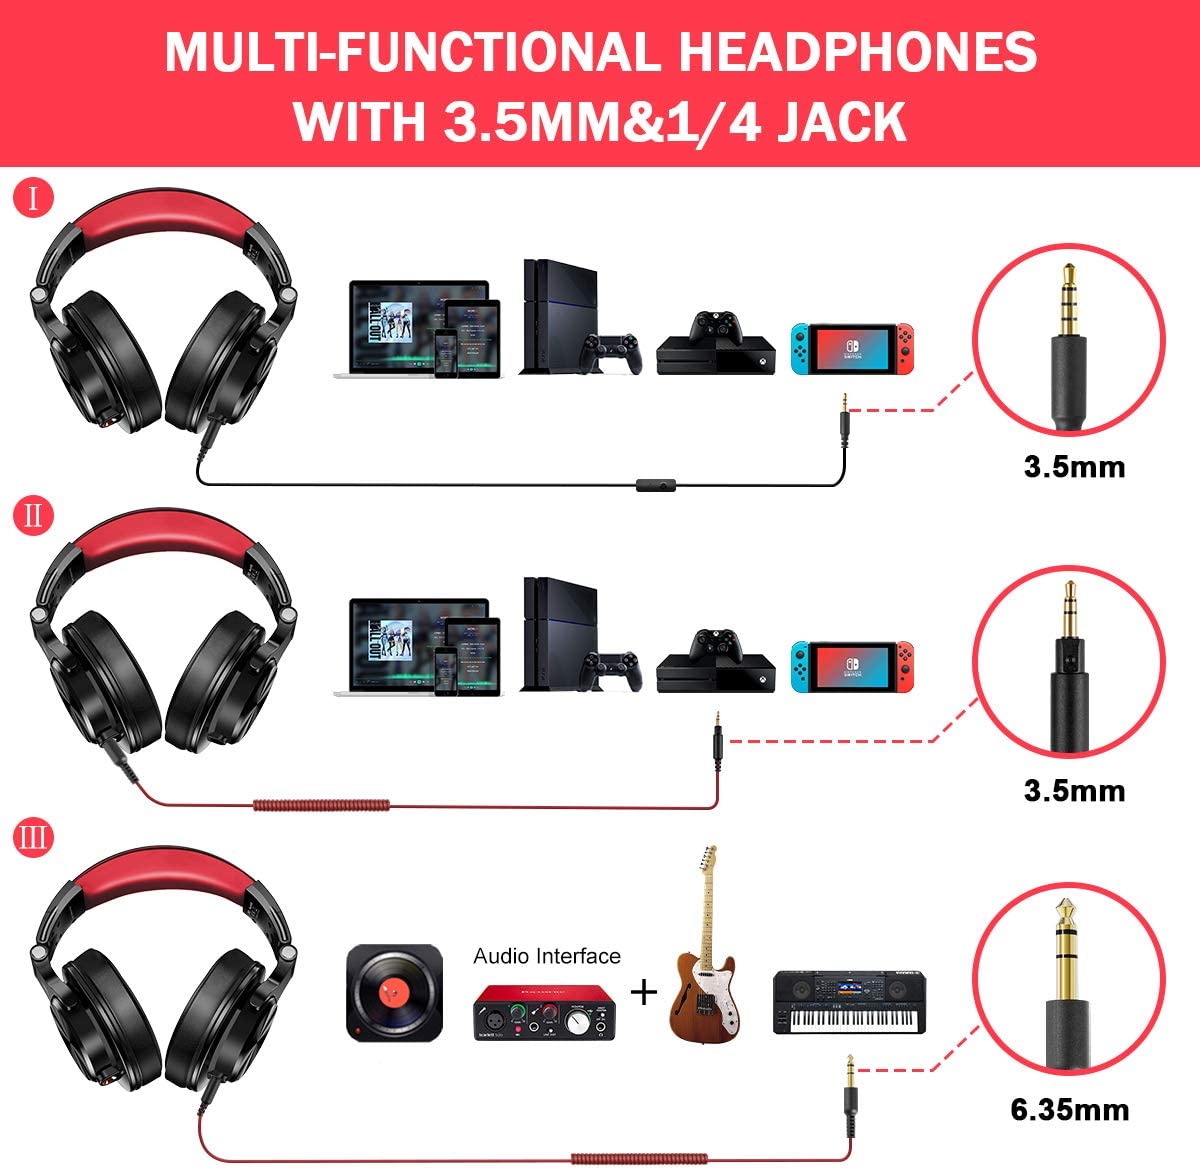 MULTI-FUNCTIONAL HEADPHONES
WITH 3.5MM&1/4 JACK
I
3.5mm
II
3.5mm
III
Audio Interface
+
6.35mm